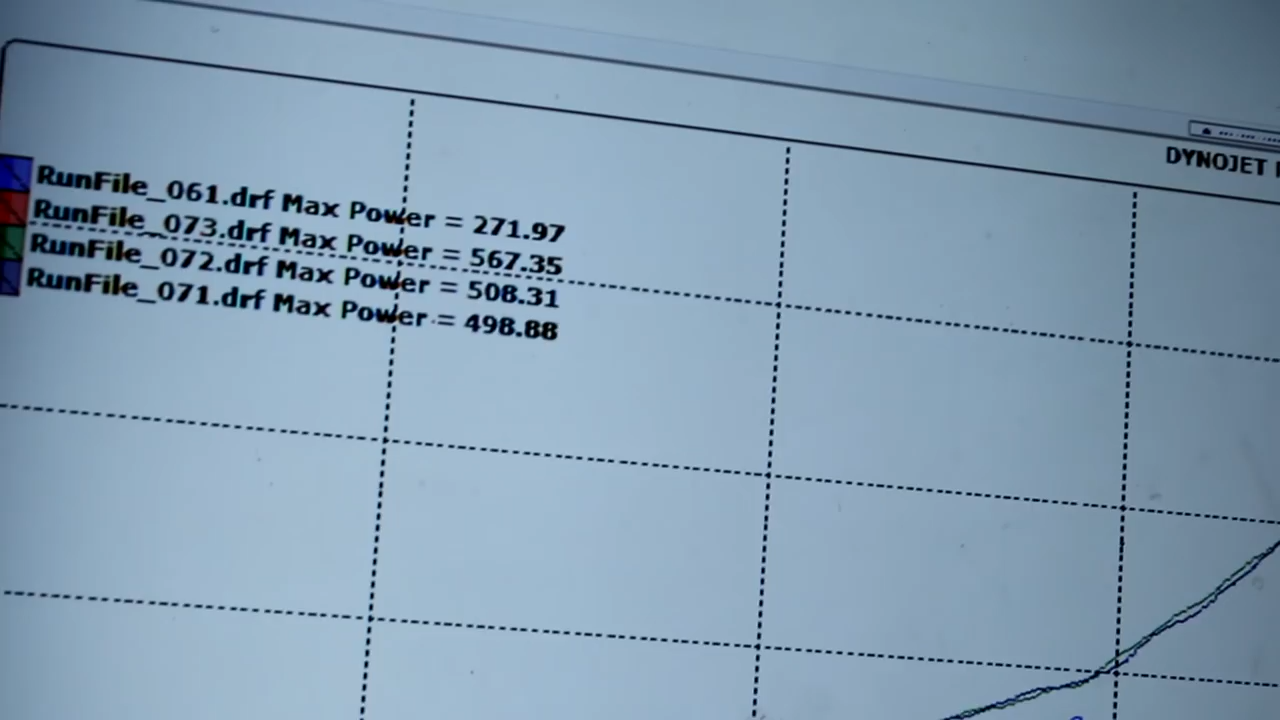 DYNOJET
RunFile_061.drf Max Power = 271.97
RunFile_073.drf Max Power = 567.35
RunFile_072.drf Max Power = 508.31
RunFile_071.drf Max Power = 498.88